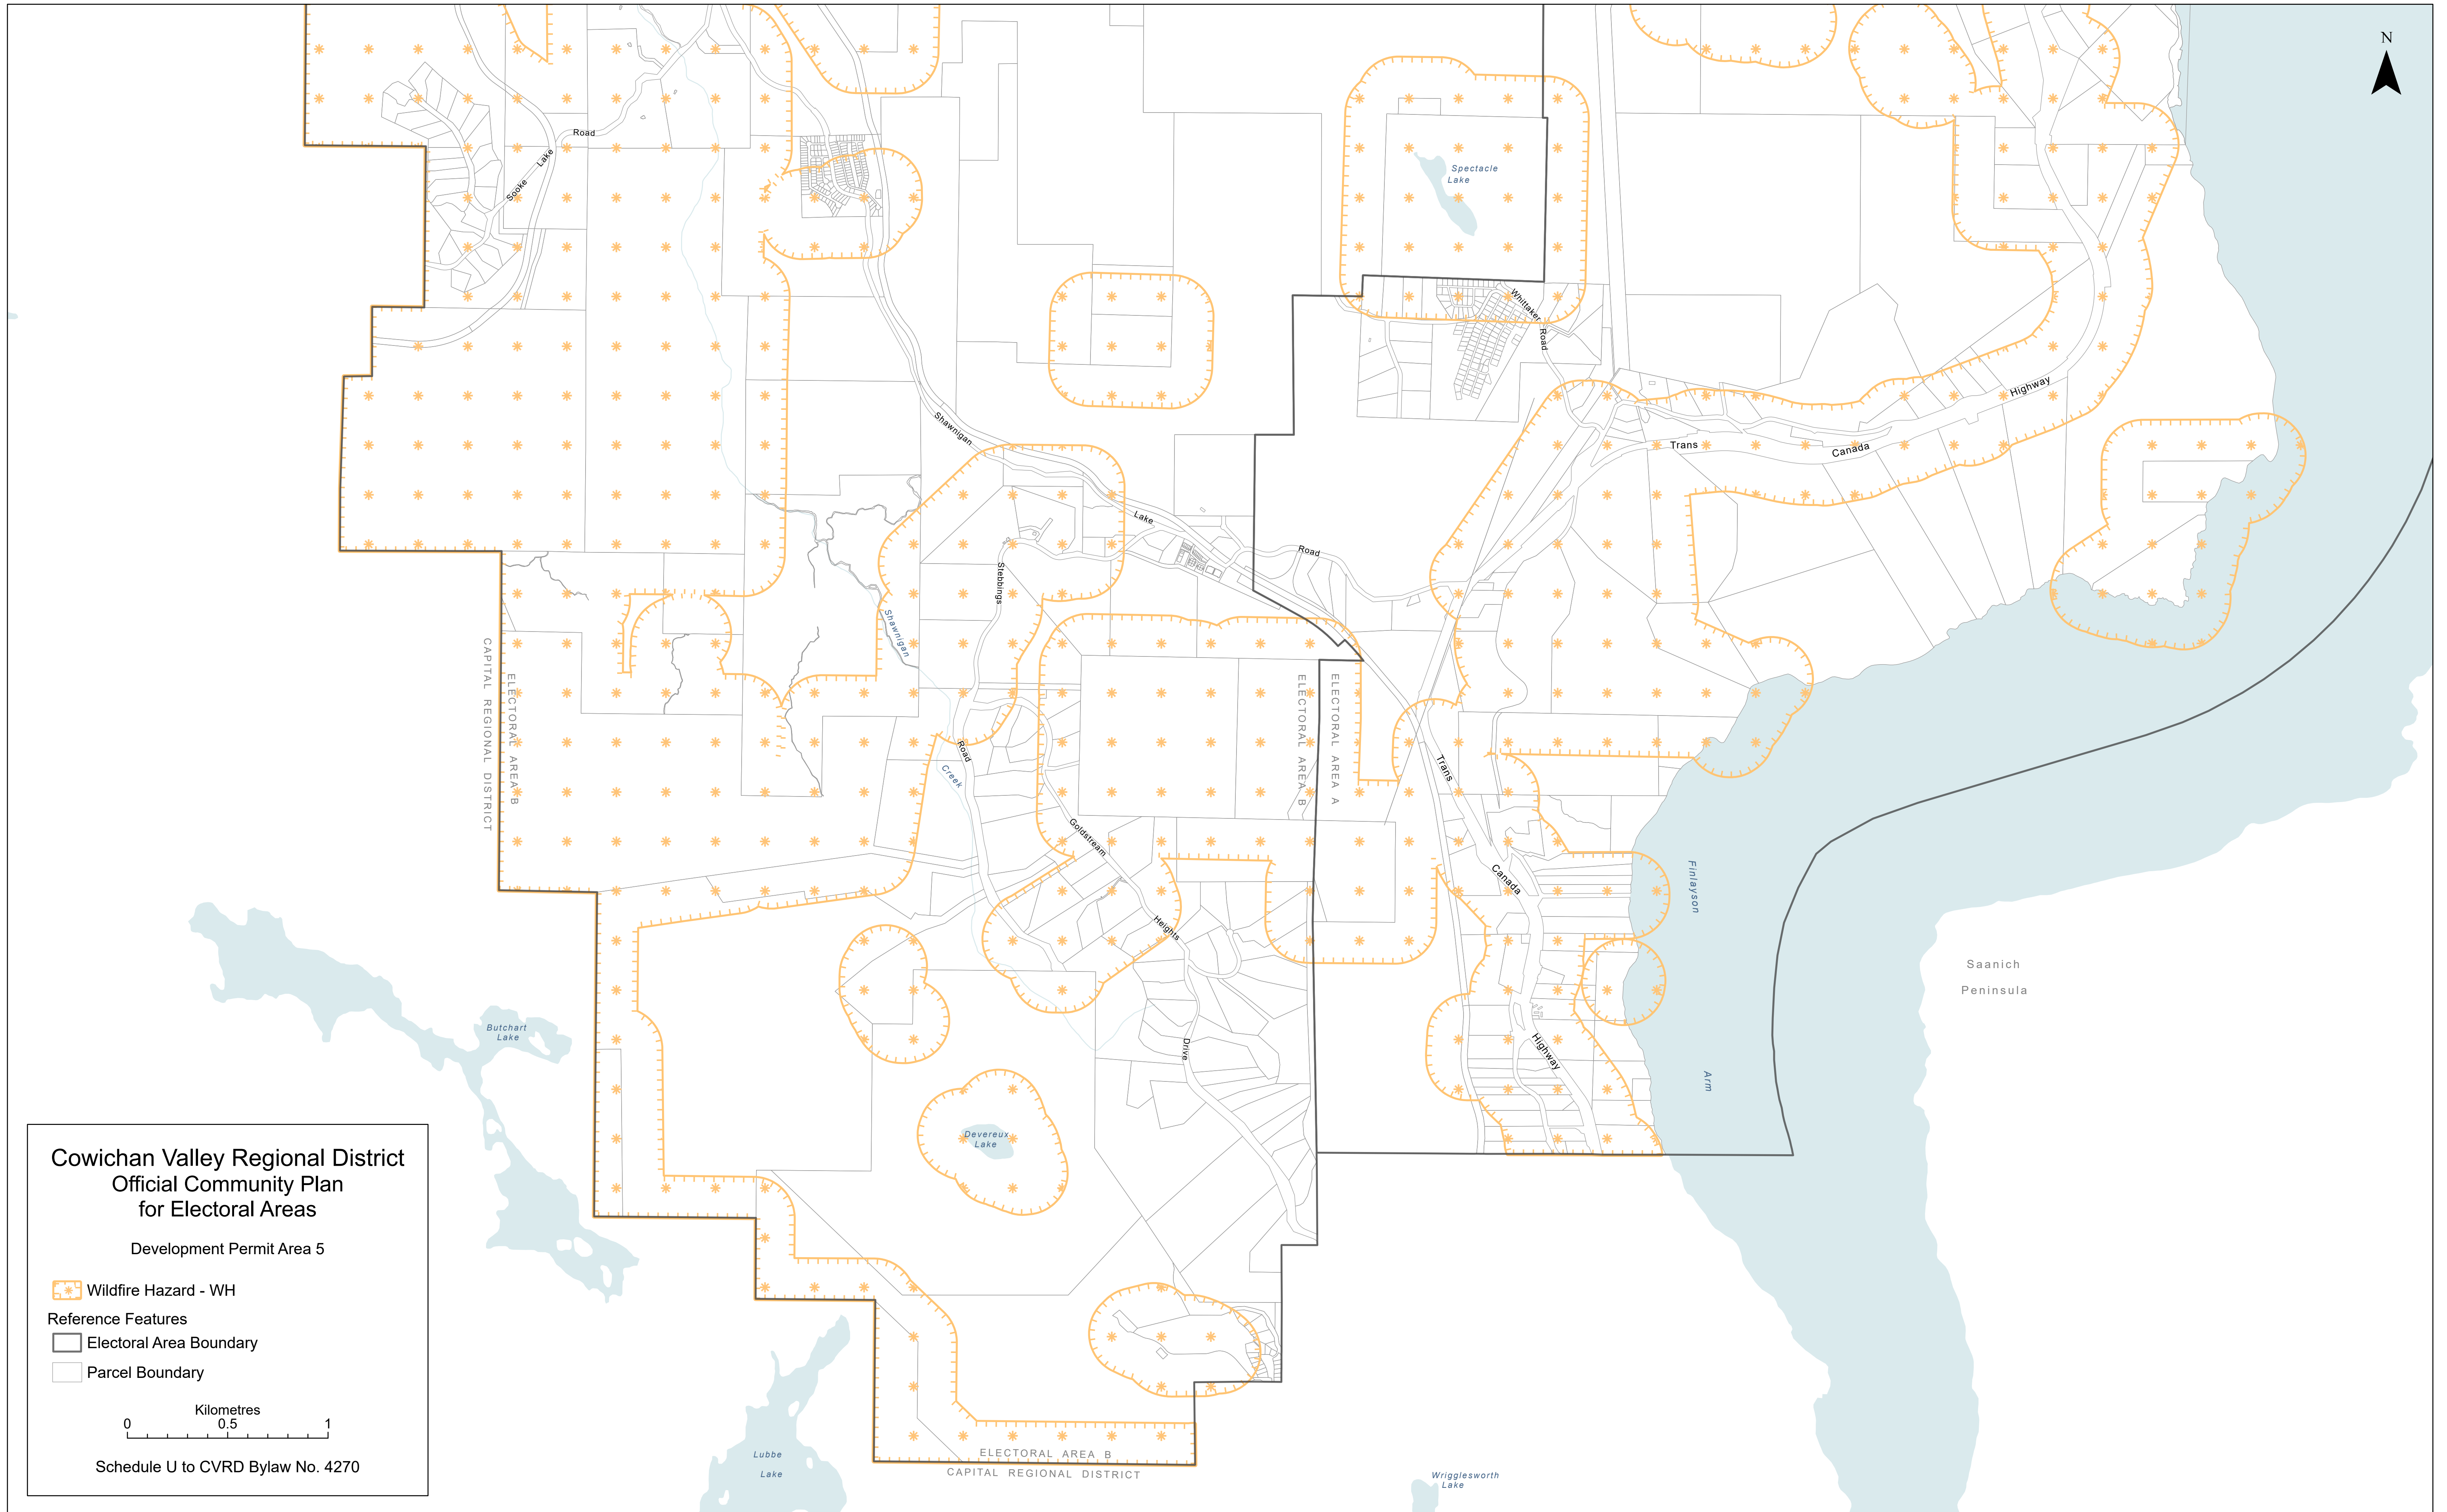 N
Road
Sooke
Lake
Spectacle
Lake
Whittaker
Road
Shawnigan
Lake
Road
Trans
Canada
Highway
Stebbings
Road
Shawnigan
Creek
CAPITAL REGIONAL DISTRICT
ELECTORAL AREA B
ELECTORAL AREA B
ELECTORAL AREA A
Goldstream
Heights
Drive
Trans
Canada
Highway
Finlayson
Arm
Saanich
Peninsula
Butchart
Lake
Devereux
Lake
Lubbe
Lake
Wrigglesworth
Lake
ELECTORAL AREA B
CAPITAL REGIONAL DISTRICT
Cowichan Valley Regional District
Official Community Plan
for Electoral Areas
Development Permit Area 5
Wildfire Hazard - WH
Reference Features
Electoral Area Boundary
Parcel Boundary
Kilometres
0 0.5 1
Schedule U to CVRD Bylaw No. 4270